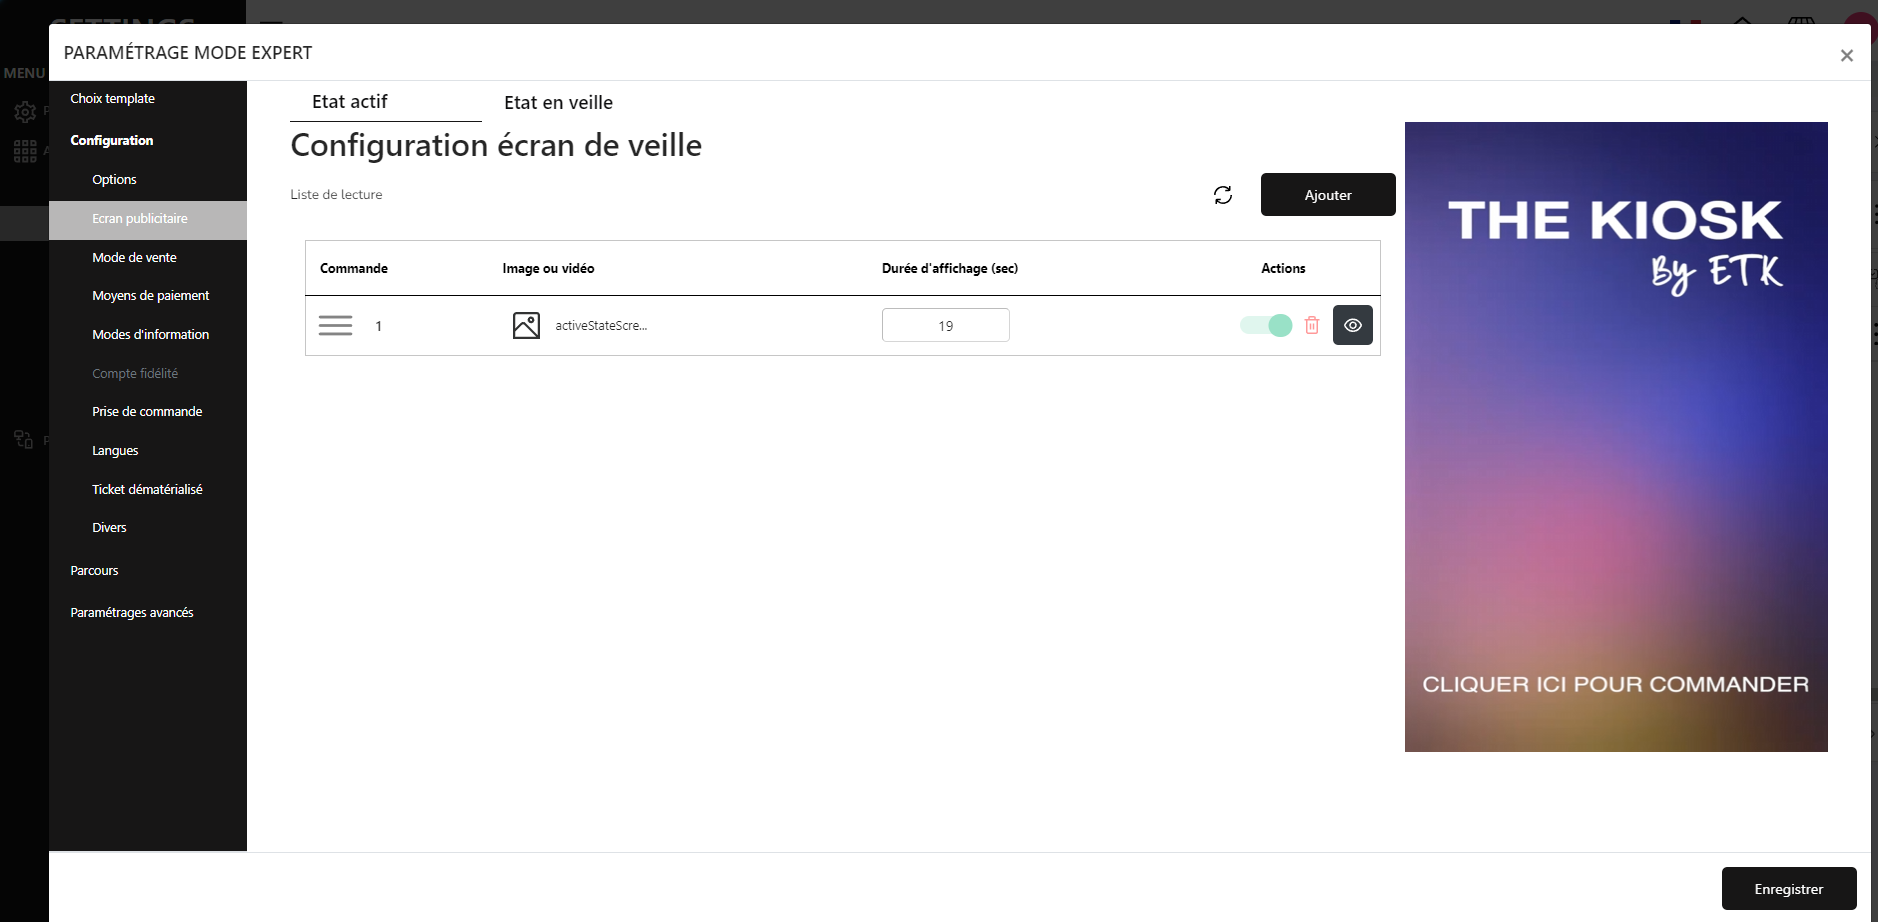 SETTINGS
PARAMÉTRAGE MODE EXPERT
×
MENU
Choix template
Configuration
Options
Ecran publicitaire
Mode de vente
Moyens de paiement
Modes d'information
Compte fidélité
Prise de commande
Langues
Ticket dématérialisé
Divers
Parcours
Paramétrages avancés
Etat actif
Etat en veille
Configuration écran de veille
Liste de lecture
Ajouter
Commande
Image ou vidéo
Durée d'affichage (sec)
Actions
1
activeStateScre...
19
THE KIOSK
By ETK
CLIQUER ICI POUR COMMANDER
Enregistrer